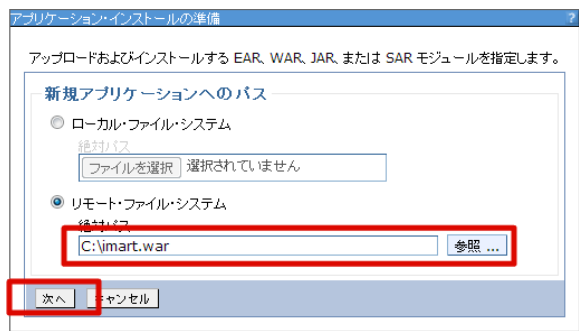 アプリケーション・インストールの準備 ?
アップロードおよびインストールする EAR、WAR、JAR、または SAR モジュールを指定します。
新規アプリケーションへのパス
ローカル・ファイル・システム
絶対パス
ファイルを選択 選択されていません
リモート・ファイル・システム
絶対パス
C:\imart.war 参照 ...
次へ キャンセル